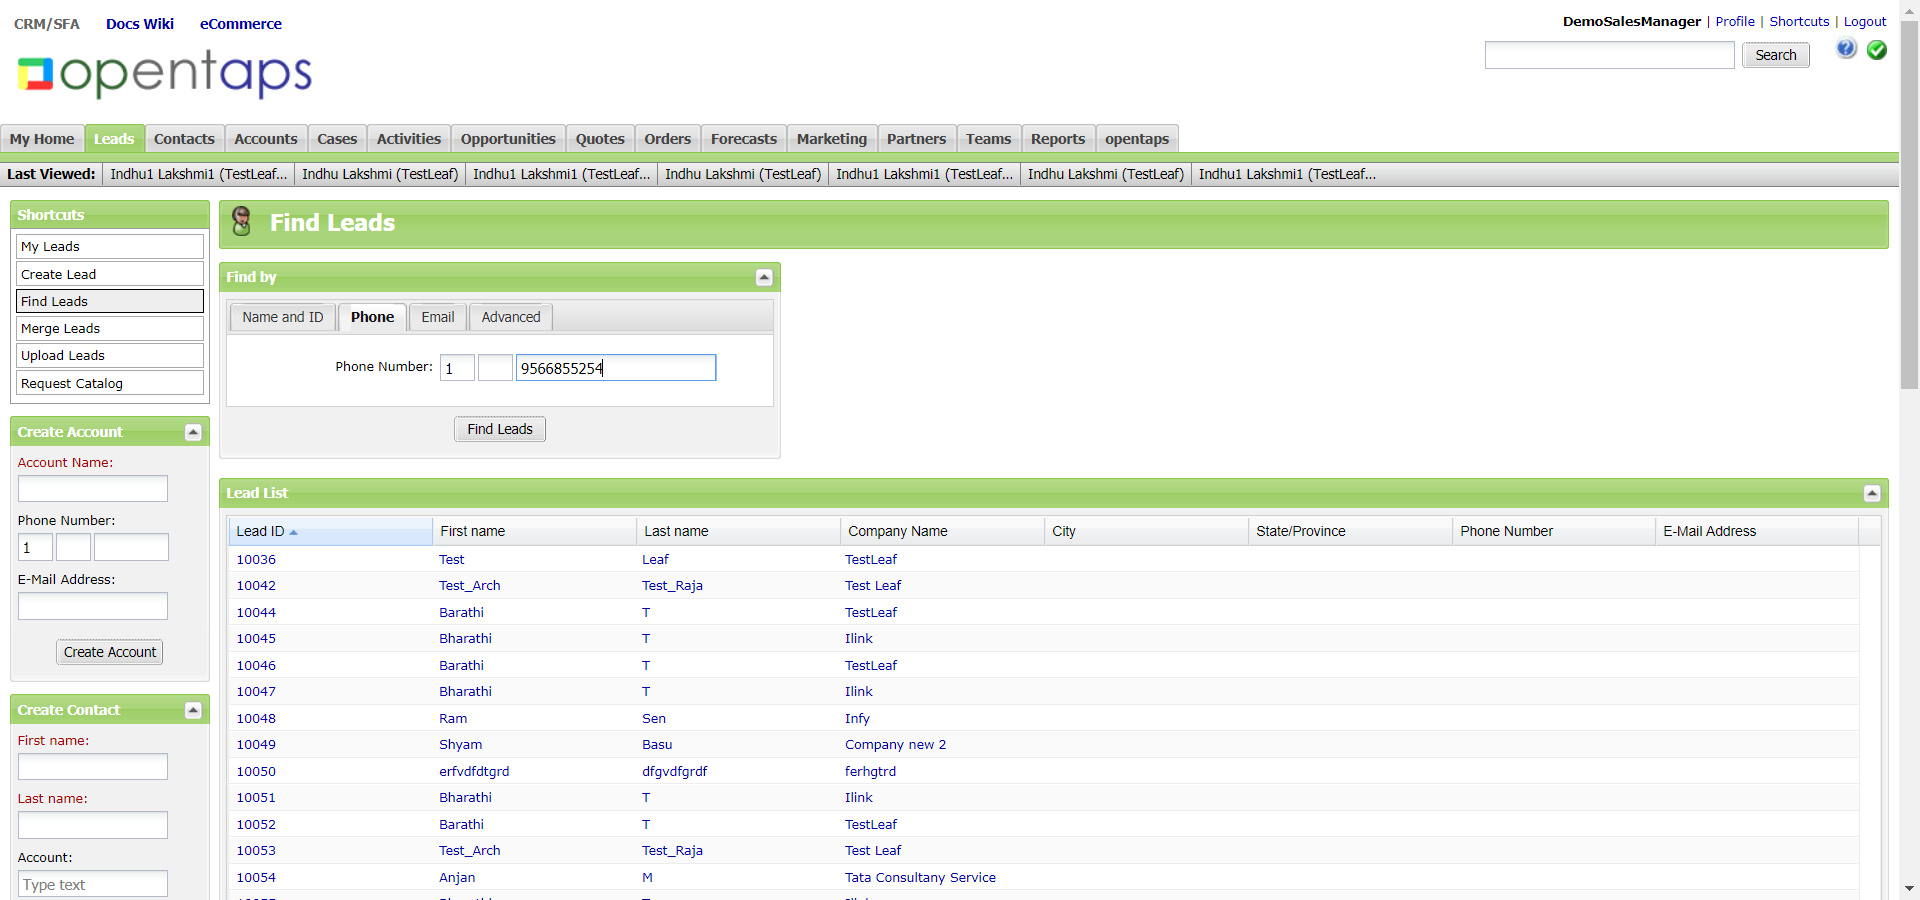 CRM/SFA Docs Wiki eCommerce
DemoSalesManager | Profile | Shortcuts | Logout
opentaps
Search
My Home Leads Contacts Accounts Cases Activities Opportunities Quotes Orders Forecasts Marketing Partners Teams Reports opentaps
Last Viewed: Indhu1 Lakshmi1 (TestLeaf... Indhu Lakshmi (TestLeaf) Indhu1 Lakshmi1 (TestLeaf... Indhu Lakshmi (TestLeaf) Indhu1 Lakshmi1 (TestLeaf... Indhu Lakshmi (TestLeaf) Indhu1 Lakshmi1 (TestLeaf...
Shortcuts
My Leads
Create Lead
Find Leads
Merge Leads
Upload Leads
Request Catalog
Create Account
Account Name:
Phone Number:
1
E-Mail Address:
Create Account
Create Contact
First name:
Last name:
Account:
Type text
Find Leads
Find by
Name and ID Phone Email Advanced
Phone Number: 1 9566855254
Find Leads
Lead List
Lead ID First name Last name Company Name City State/Province Phone Number E-Mail Address
10036 Test Leaf TestLeaf
10042 Test_Arch Test_Raja Test Leaf
10044 Barathi T TestLeaf
10045 Bharathi T Ilink
10046 Barathi T TestLeaf
10047 Bharathi T Ilink
10048 Ram Sen Infy
10049 Shyam Basu Company new 2
10050 erfvdfdtgrd dfgvdfgrdf ferhgtrd
10051 Bharathi T Ilink
10052 Barathi T TestLeaf
10053 Test_Arch Test_Raja Test Leaf
10054 Anjan M Tata Consultany Service